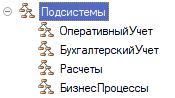 Подсистемы
ОперативныйУчет
БухгалтерскийУчет
Расчеты
БизнесПроцессы